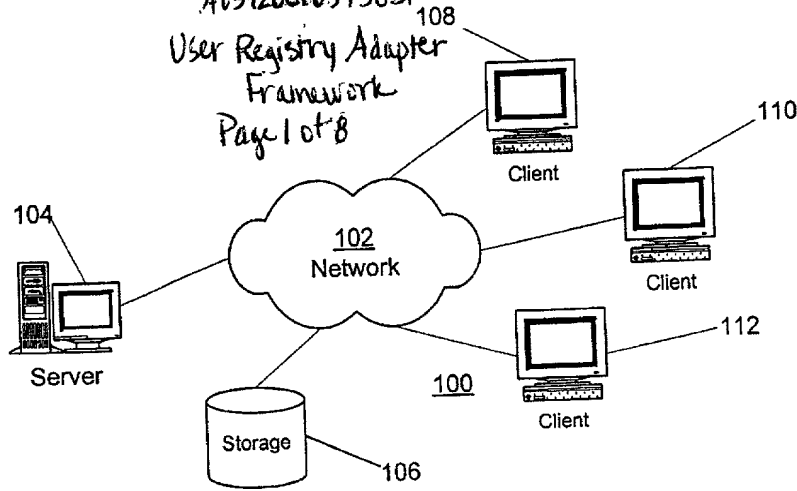 108
User Registry Adapter
Framework
Page 1 of 8
Client
110
Client
104
102
Network
Server
112
100
Client
Storage
106